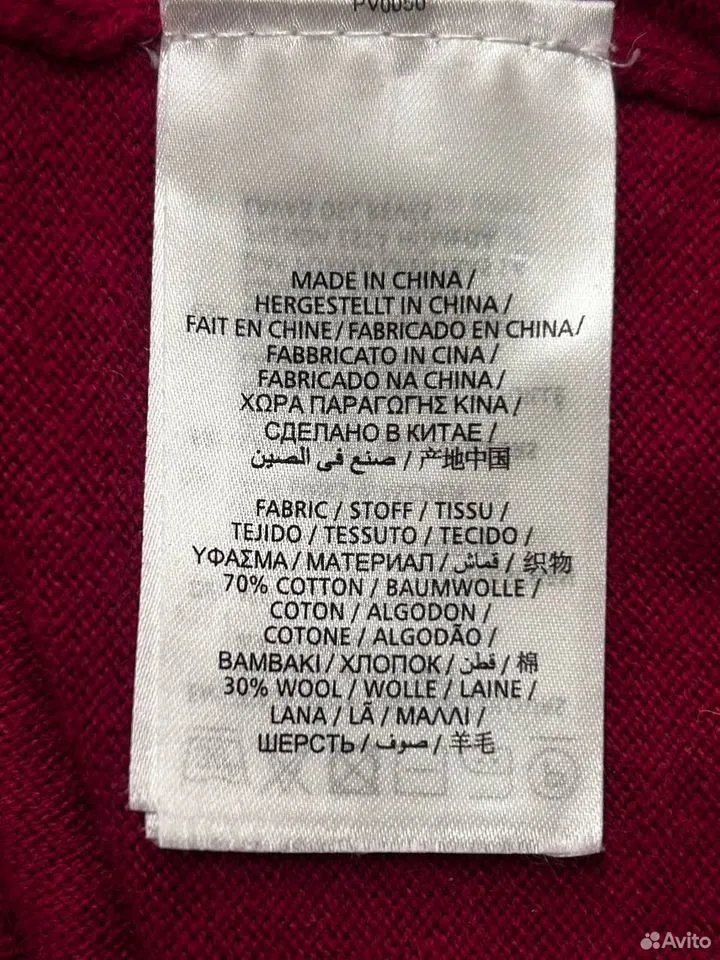 PV0050
MADE IN CHINA /
HERGESTELLT IN CHINA /
FAIT EN CHINE / FABRICADO EN CHINA /
FABBRICATO IN CINA /
FABRICADO NA CHINA /
ΧΩΡΑ ΠΑΡΑΓΩΓΗΣ ΚΙΝΑ /
СДЕЛАНО В КИТАЕ /
صنع في الصين / 产地中国
FABRIC / STOFF / TISSU /
TEJIDO / TESSUTO / TECIDO /
ΥΦΑΣΜΑ / МАТЕРИАЛ / قماش / 织物
70% COTTON / BAUMWOLLE /
COTON / ALGODON /
COTONE / ALGODÃO /
ΒΑΜΒΑΚΙ / ХЛОПОК / قطن / 棉
30% WOOL / WOLLE / LAINE /
LANA / LÃ / ΜΑΛΛΙ /
ШЕРСТЬ / صوف / 羊毛
Avito